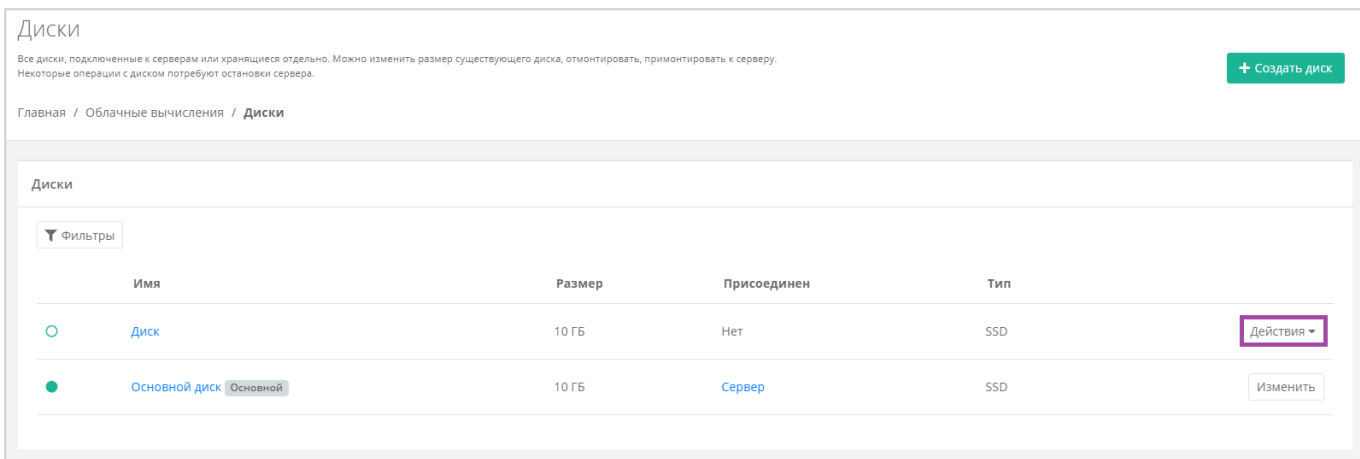 Диски
Все диски, подключенные к серверам или хранящиеся отдельно. Можно изменить размер существующего диска, отмонтировать, примонтировать к серверу.
Некоторые операции с диском потребуют остановки сервера.
+ Создать диск
Главная / Облачные вычисления / Диски
Диски
Фильтры
Имя Размер Присоединен Тип
Диск 10 ГБ Нет SSD Действия
Основной диск Основной 10 ГБ Сервер SSD Изменить